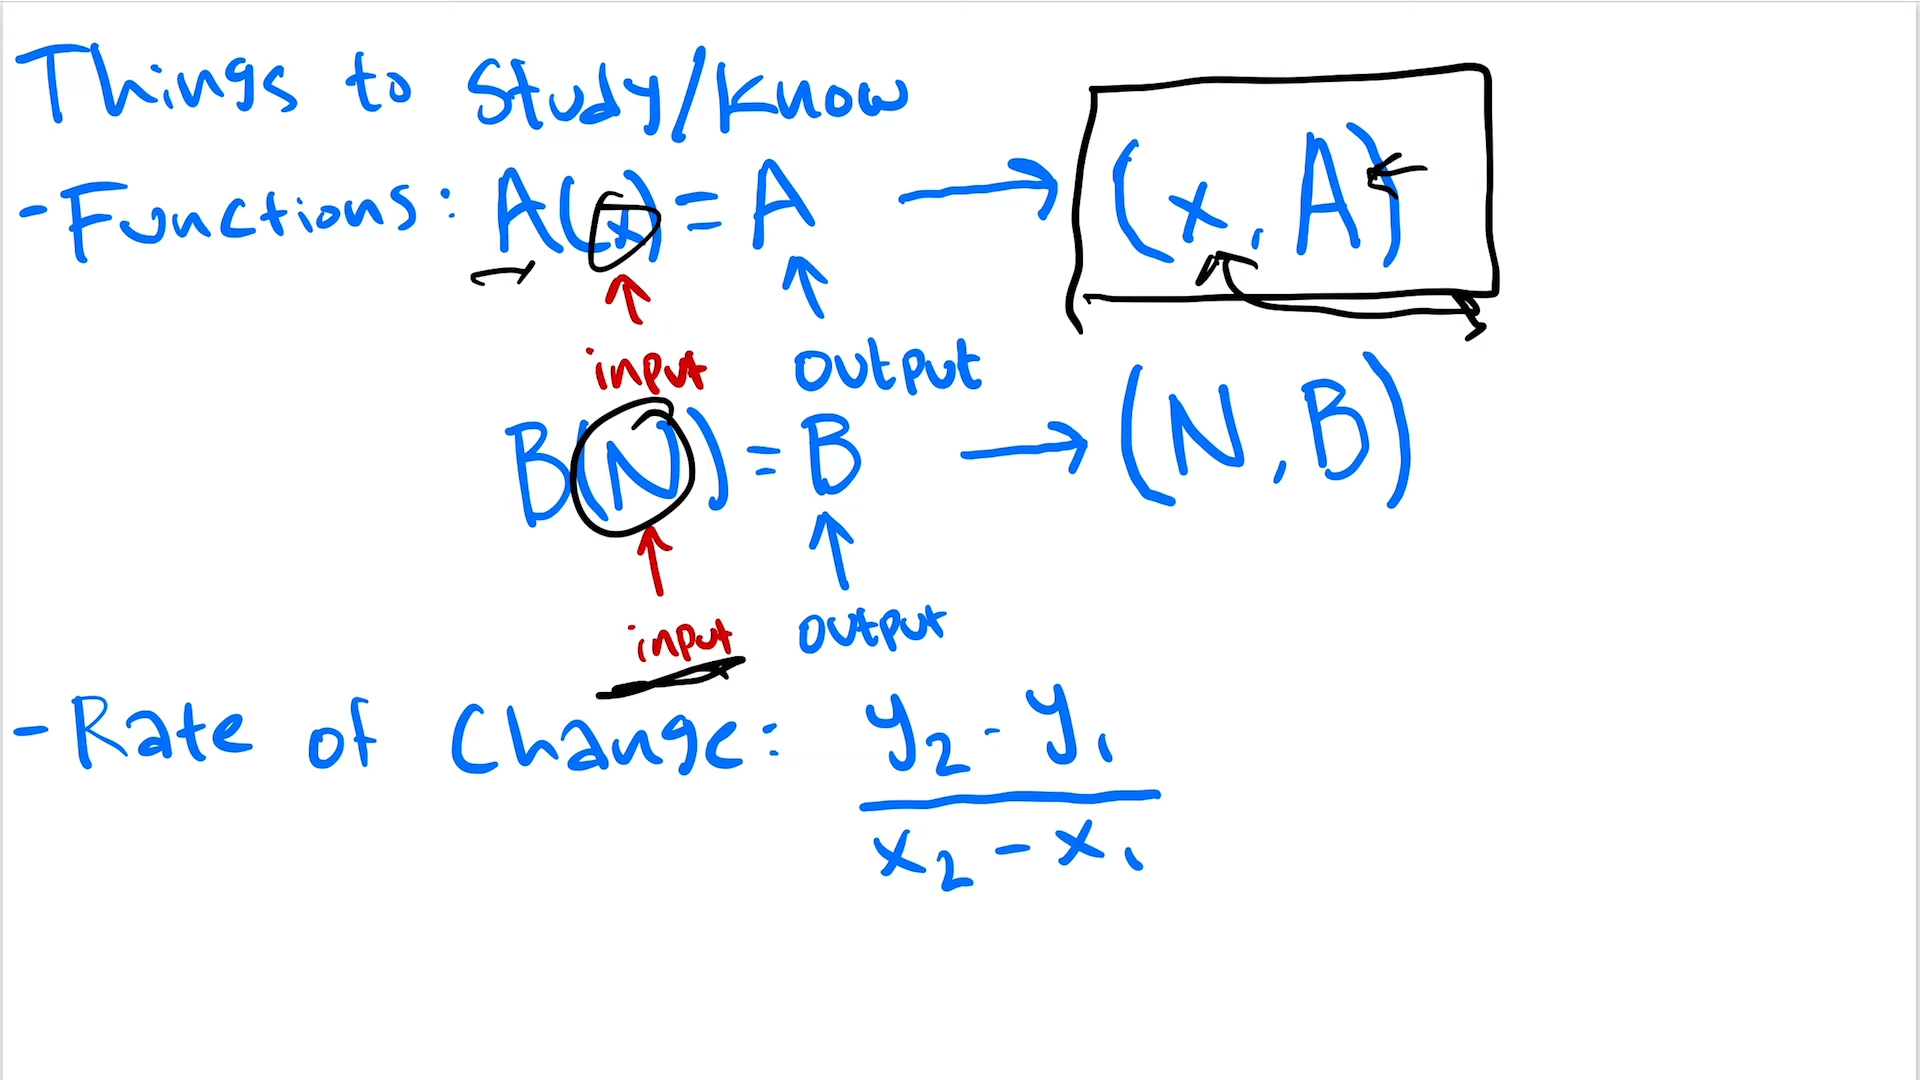 Things to Study/Know
- Functions: A(x) = A → (x, A)
input output
B(N) = B → (N, B)
input output
- Rate of Change: y2 - y1
x2 - x1